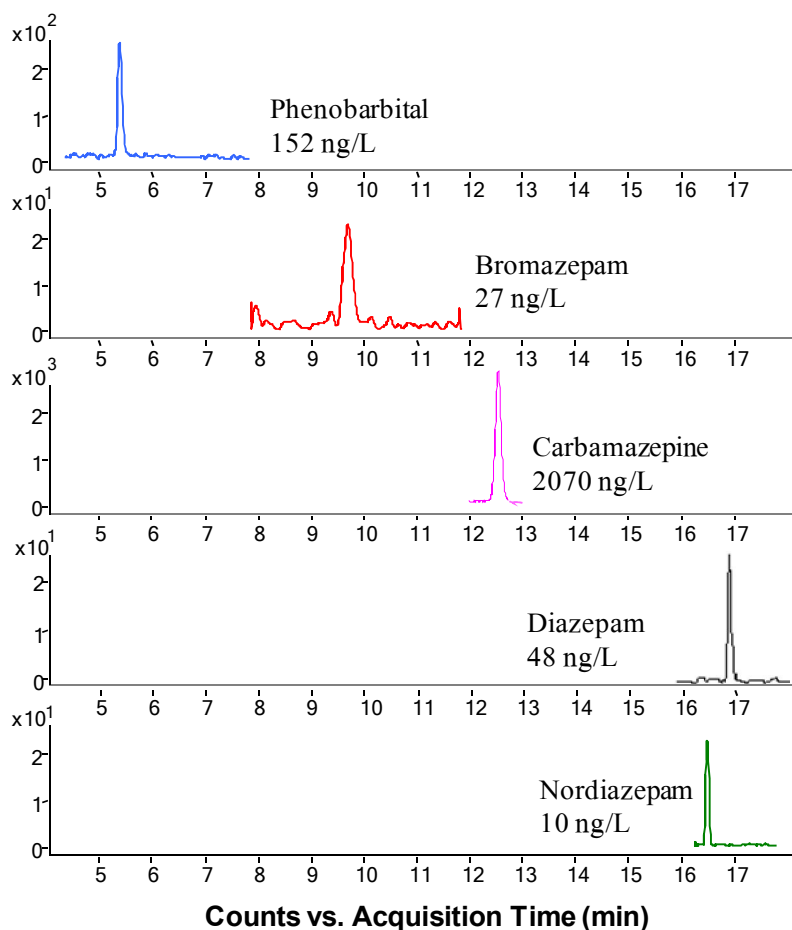 x10²
2
1
0
Phenobarbital
152 ng/L
5 6 7 8 9 10 11 12 13 14 15 16 17
x10¹
2
1
0
Bromazepam
27 ng/L
5 6 7 8 9 10 11 12 13 14 15 16 17
x10³
2
1
0
Carbamazepine
2070 ng/L
5 6 7 8 9 10 11 12 13 14 15 16 17
x10¹
2
1
0
Diazepam
48 ng/L
5 6 7 8 9 10 11 12 13 14 15 16 17
x10¹
2
1
0
Nordiazepam
10 ng/L
5 6 7 8 9 10 11 12 13 14 15 16 17
Counts vs. Acquisition Time (min)